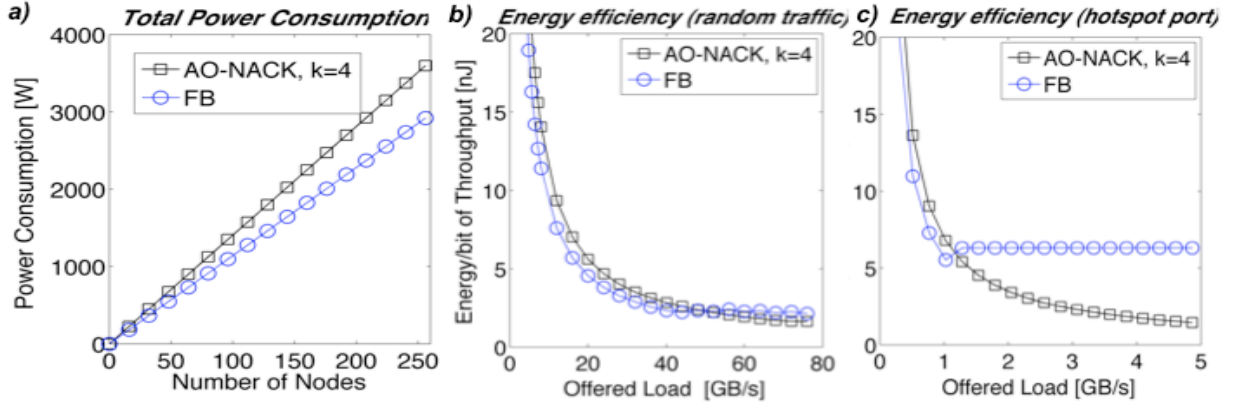 a)
Total Power Consumption
Power Consumption [W]
4000
3000
2000
1000
0
0 50 100 150 200 250
Number of Nodes
AO-NACK, k=4
FB
b)
Energy efficiency (random traffic)
Energy/bit of Throughput [nJ]
20
15
10
5
0
0 20 40 60 80
Offered Load [GB/s]
AO-NACK, k=4
FB
c)
Energy efficiency (hotspot port)
20
15
10
5
0
0 1 2 3 4 5
Offered Load [GB/s]
AO-NACK, k=4
FB